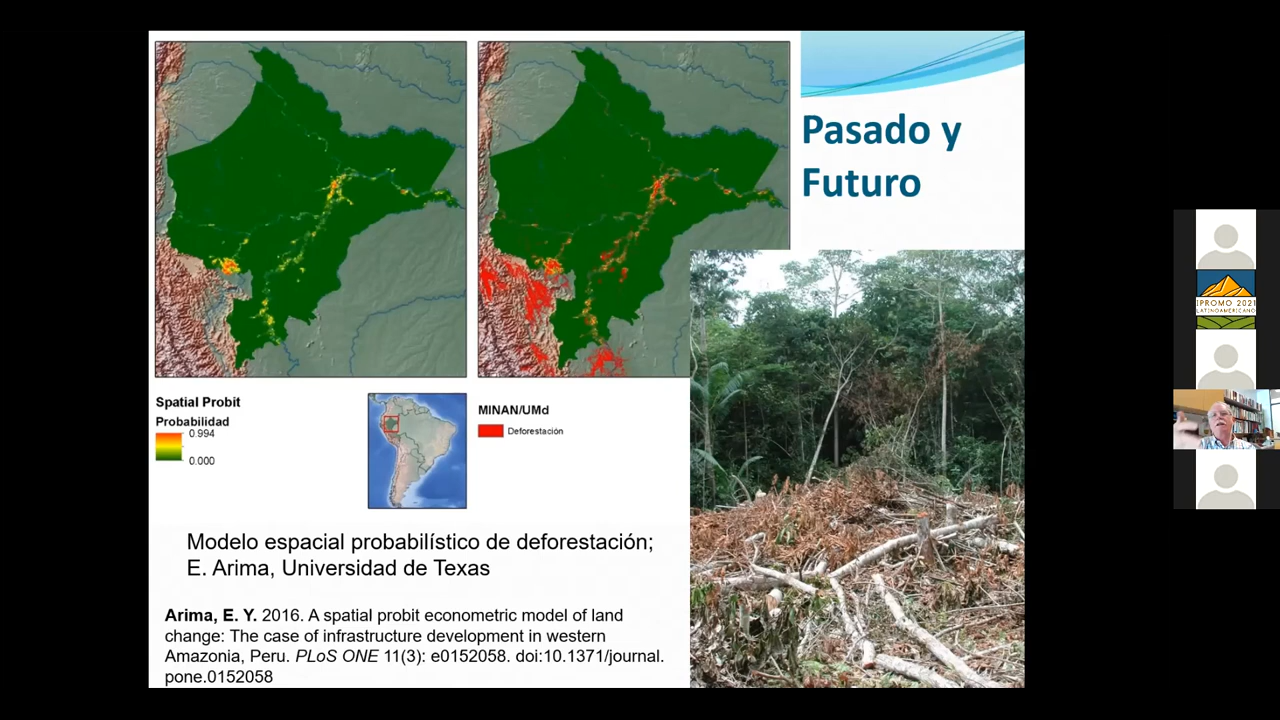 Pasado y
Futuro
Spatial Probit
Probabilidad
0.994
0.000
MINAN/UMd
Deforestación
Modelo espacial probabilístico de deforestación;
E. Arima, Universidad de Texas
Arima, E. Y. 2016. A spatial probit econometric model of land
change: The case of infrastructure development in western
Amazonia, Peru. PLoS ONE 11(3): e0152058. doi:10.1371/journal.
pone.0152058
IPROMO 2021
LATINOAMERICANO